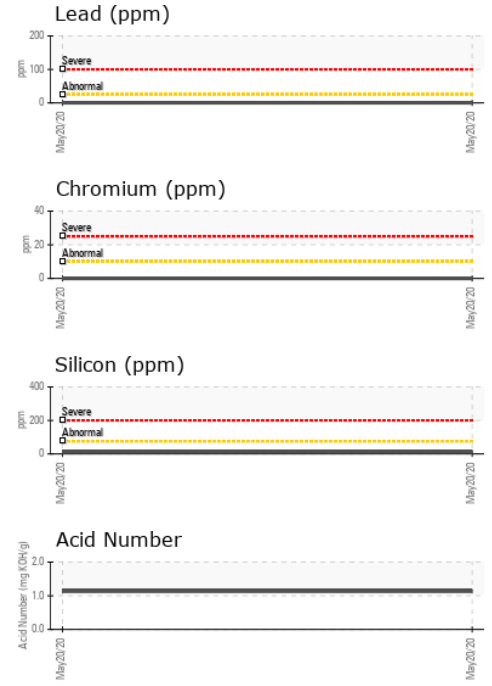 Lead (ppm)
200
Severe
100
ppm
Abnormal
0
May20/20
May20/20
Chromium (ppm)
40
Severe
20
ppm
Abnormal
0
May20/20
May20/20
Silicon (ppm)
400
Severe
200
ppm
Abnormal
0
May20/20
May20/20
Acid Number
2.0
1.0
0.0
Acid Number (mg KOH/g)
May20/20
May20/20